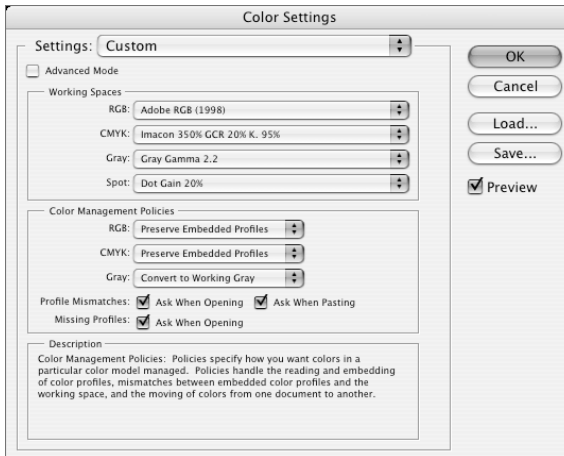 Color Settings
Settings: Custom
OK
Advanced Mode
Cancel
Working Spaces
RGB: Adobe RGB (1998)
Load...
CMYK: Imacon 350% GCR 20% K. 95%
Gray: Gray Gamma 2.2
Save...
Spot: Dot Gain 20%
Preview
Color Management Policies
RGB: Preserve Embedded Profiles
CMYK: Preserve Embedded Profiles
Gray: Convert to Working Gray
Profile Mismatches: Ask When Opening Ask When Pasting
Missing Profiles: Ask When Opening
Description
Color Management Policies: Policies specify how you want colors in a
particular color model managed. Policies handle the reading and embedding
of color profiles, mismatches between embedded color profiles and the
working space, and the moving of colors from one document to another.